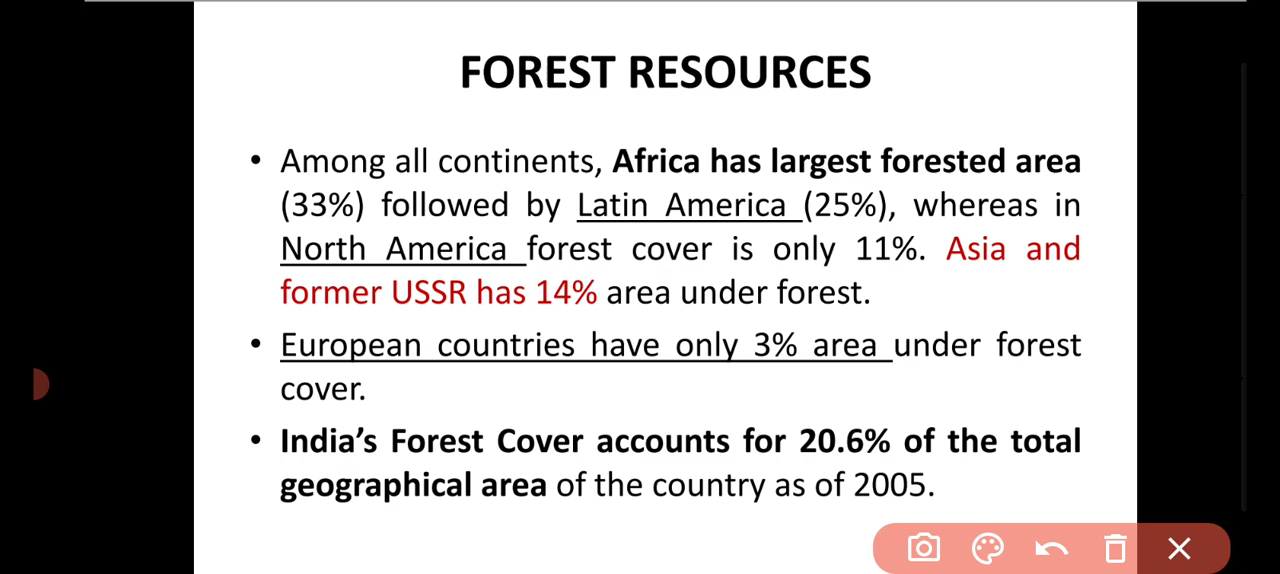 FOREST RESOURCES
• Among all continents, Africa has largest forested area
(33%) followed by Latin America (25%), whereas in
North America forest cover is only 11%. Asia and
former USSR has 14% area under forest.
• European countries have only 3% area under forest
cover.
• India’s Forest Cover accounts for 20.6% of the total
geographical area of the country as of 2005.